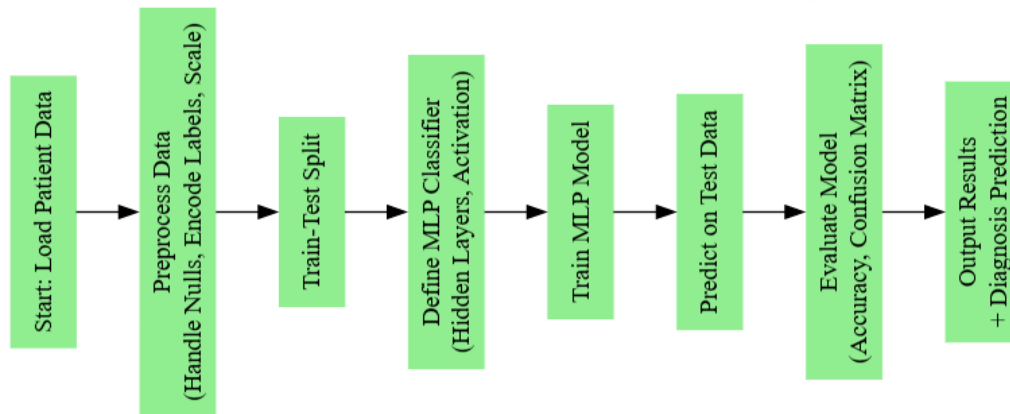 Start: Load Patient Data
Preprocess Data
(Handle Nulls, Encode Labels, Scale)
Train-Test Split
Define MLP Classifier
(Hidden Layers, Activation)
Train MLP Model
Predict on Test Data
Evaluate Model
(Accuracy, Confusion Matrix)
Output Results
+ Diagnosis Prediction